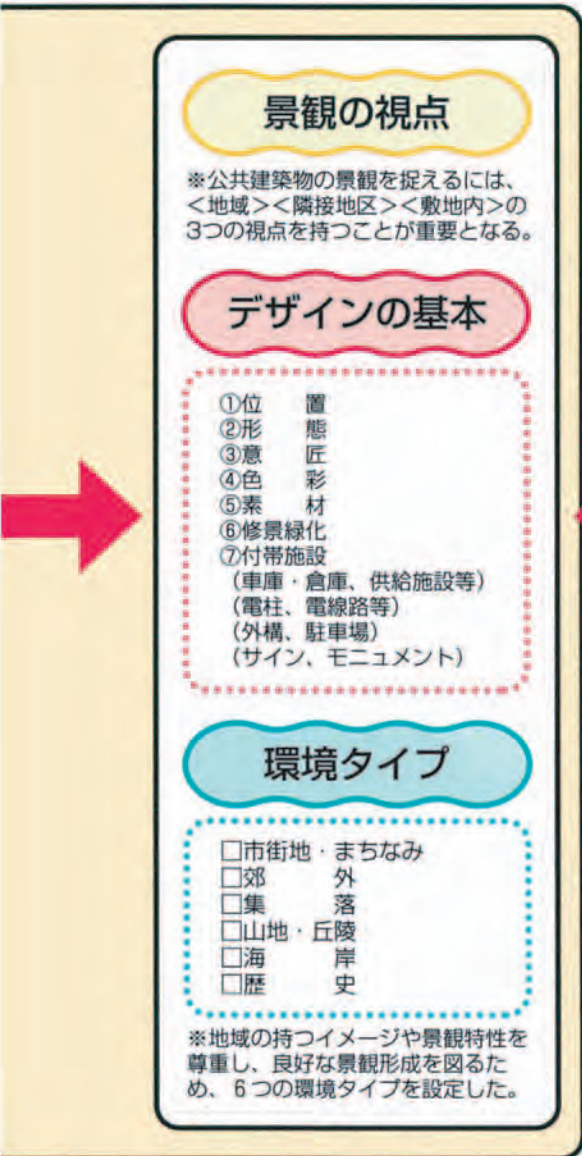 景観の視点
※公共建築物の景観を捉えるには、
<地域><隣接地区><敷地内>の
3つの視点を持つことが重要となる。
デザインの基本
①位　　置
②形　　態
③意　　匠
④色　　彩
⑤素　　材
⑥修景緑化
⑦付帯施設
(車庫・倉庫、供給施設等)
(電柱、電線路等)
(外構、駐車場)
(サイン、モニュメント)
環境タイプ
□市街地・まちなみ
□郊　　外
□集　　落
□山地・丘陵
□海　　岸
□歴　　史
※地域の持つイメージや景観特性を
尊重し、良好な景観形成を図るた
め、6つの環境タイプを設定した。